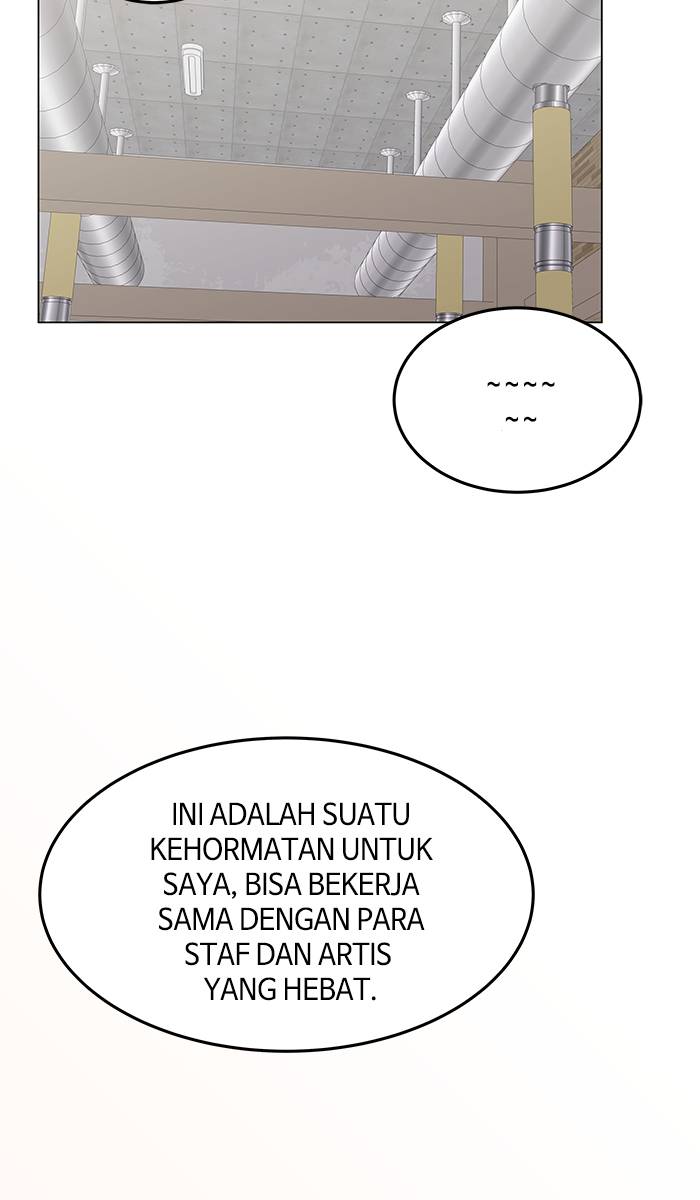 ~~~~
~~
INI ADALAH SUATU
KEHORMATAN UNTUK
SAYA, BISA BEKERJA
SAMA DENGAN PARA
STAF DAN ARTIS
YANG HEBAT.